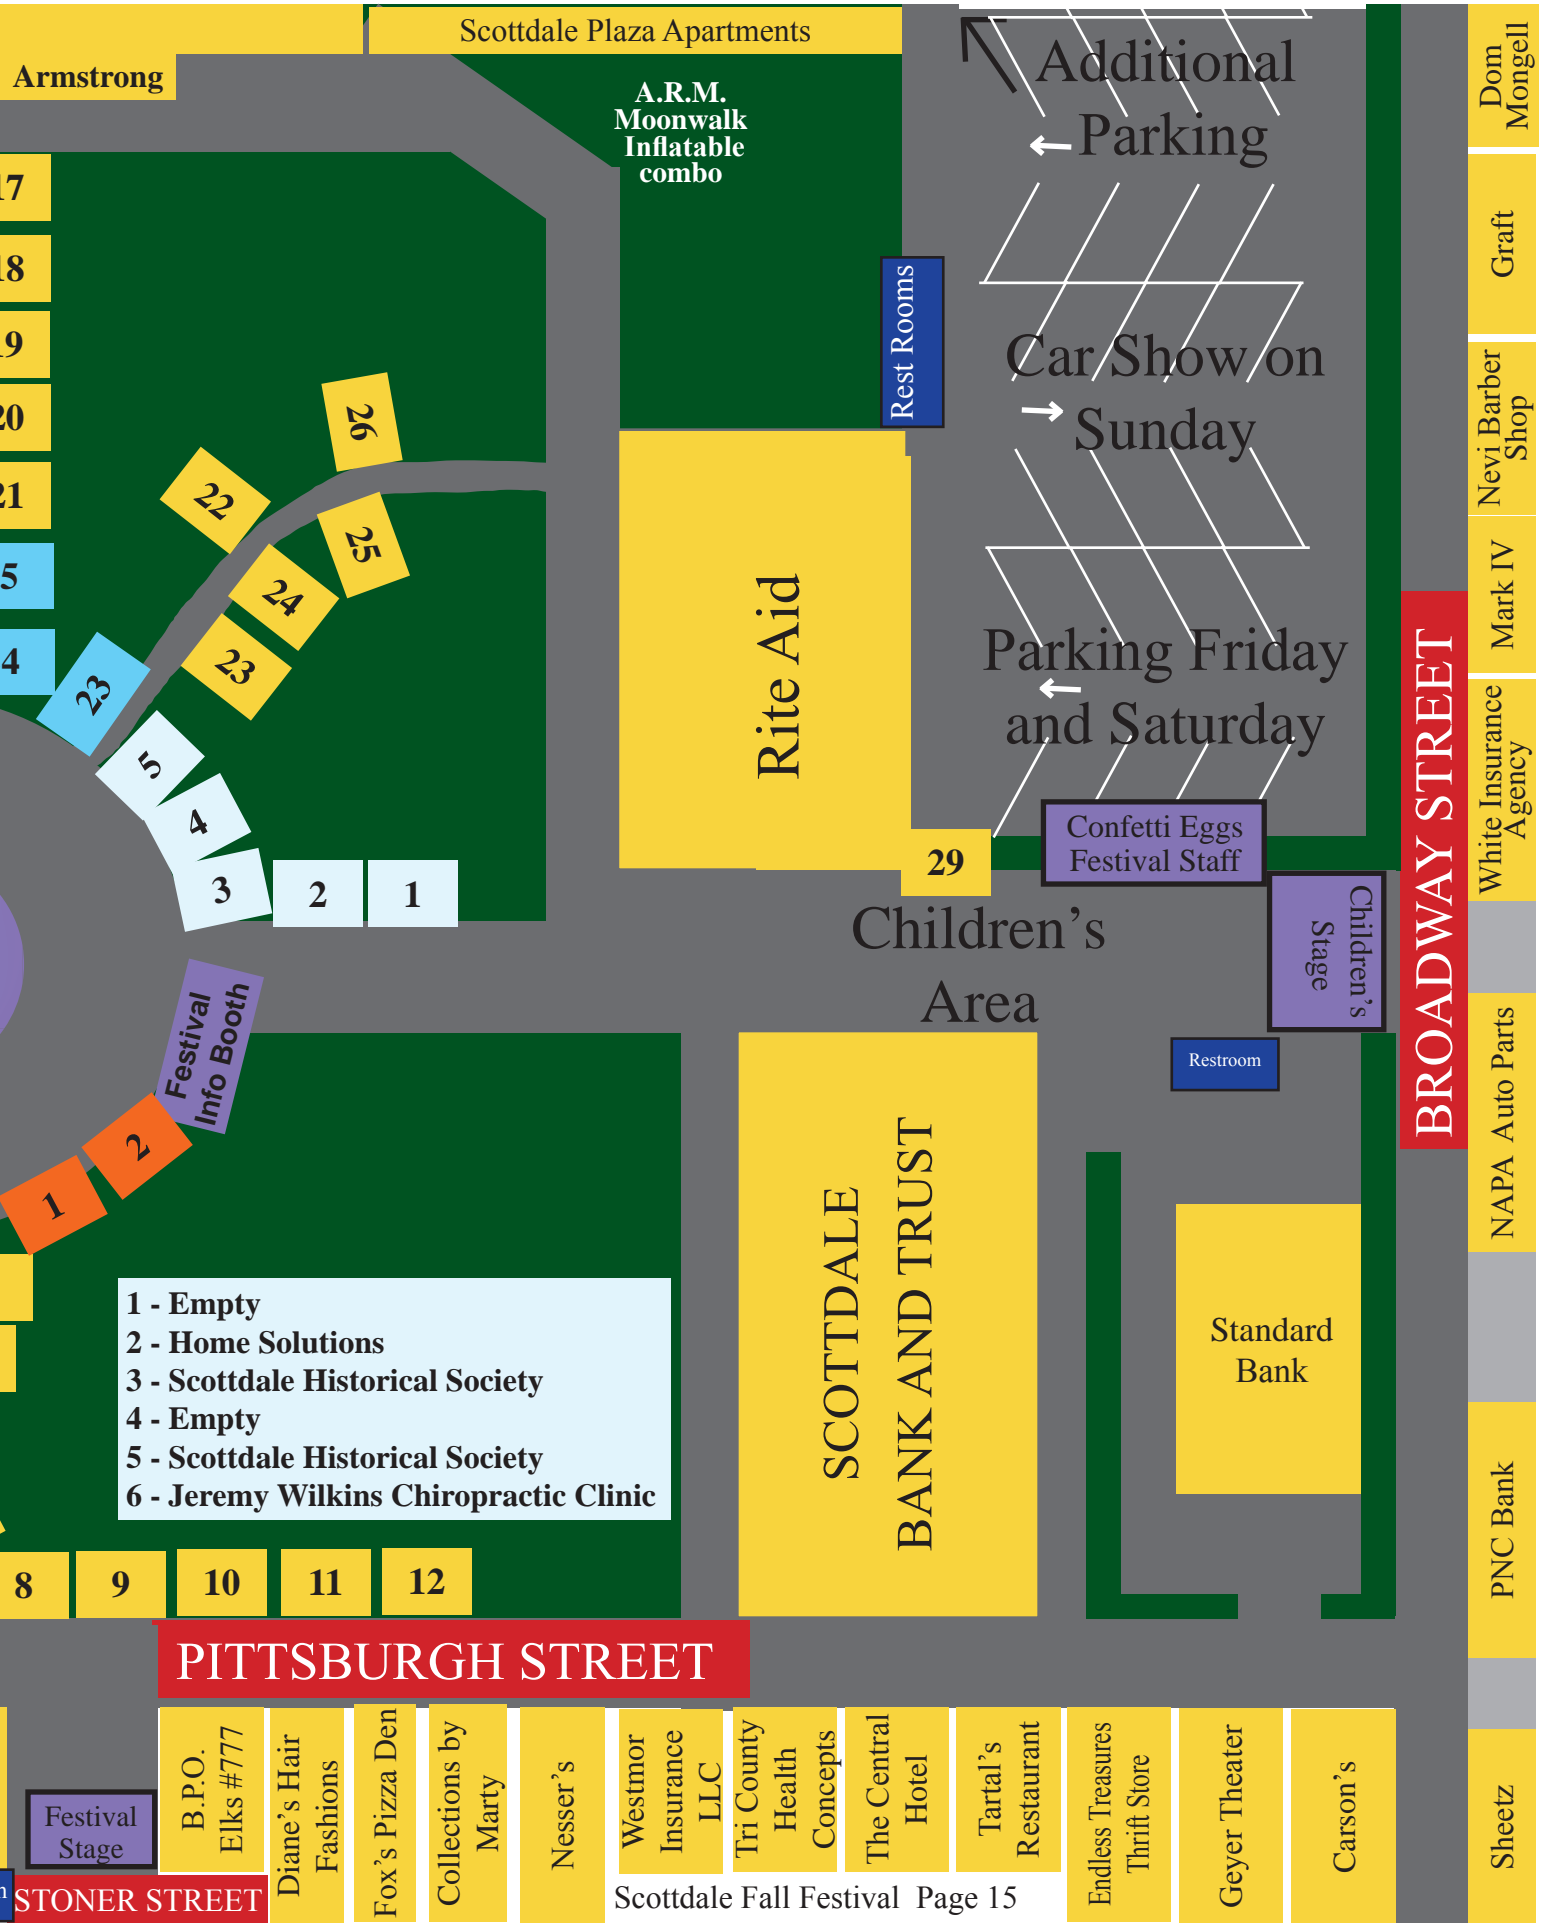 Scottdale Plaza Apartments
Armstrong
A.R.M.
Moonwalk
Inflatable
combo
Additional
Parking
Rest Rooms
Car Show on
Sunday
Parking Friday
and Saturday
17
18
19
20
21
5
4
23
22
26
25
24
23
5
4
3
2
1
Rite Aid
29
Confetti Eggs
Festival Staff
Children's
Stage
Children's
Area
Restroom
Festival
Info Booth
2
1
1 - Empty
2 - Home Solutions
3 - Scottdale Historical Society
4 - Empty
5 - Scottdale Historical Society
6 - Jeremy Wilkins Chiropractic Clinic
SCOTTDALE
BANK AND TRUST
Standard
Bank
8
9
10
11
12
PITTSBURGH STREET
BROADWAY STREET
Dom
Mongell
Graft
Nevi Barber
Shop
Mark IV
White Insurance
Agency
NAPA Auto Parts
PNC Bank
Sheetz
Festival
Stage
STONER STREET
B.P.O.
Elks #777
Diane's Hair
Fashions
Fox's Pizza Den
Collections by
Marty
Nesser's
Westmor
Insurance
LLC
Tri County
Health
Concepts
The Central
Hotel
Tartal's
Restaurant
Endless Treasures
Thrift Store
Geyer Theater
Carson's
Scottdale Fall Festival Page 15